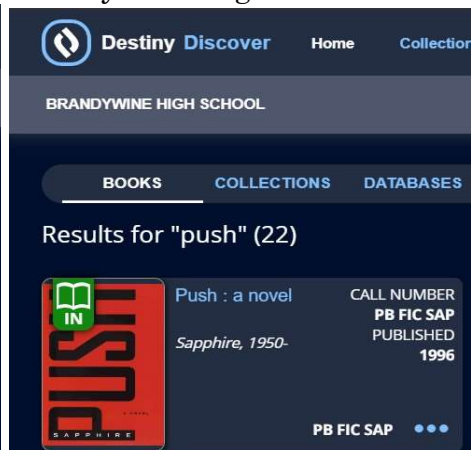 Destiny Discover Home Collection
BRANDYWINE HIGH SCHOOL
BOOKS COLLECTIONS DATABASES
Results for "push" (22)
IN
PUSH
A NOVEL
SAPPHIRE
Push : a novel
Sapphire, 1950-
CALL NUMBER
PB FIC SAP
PUBLISHED
1996
PB FIC SAP